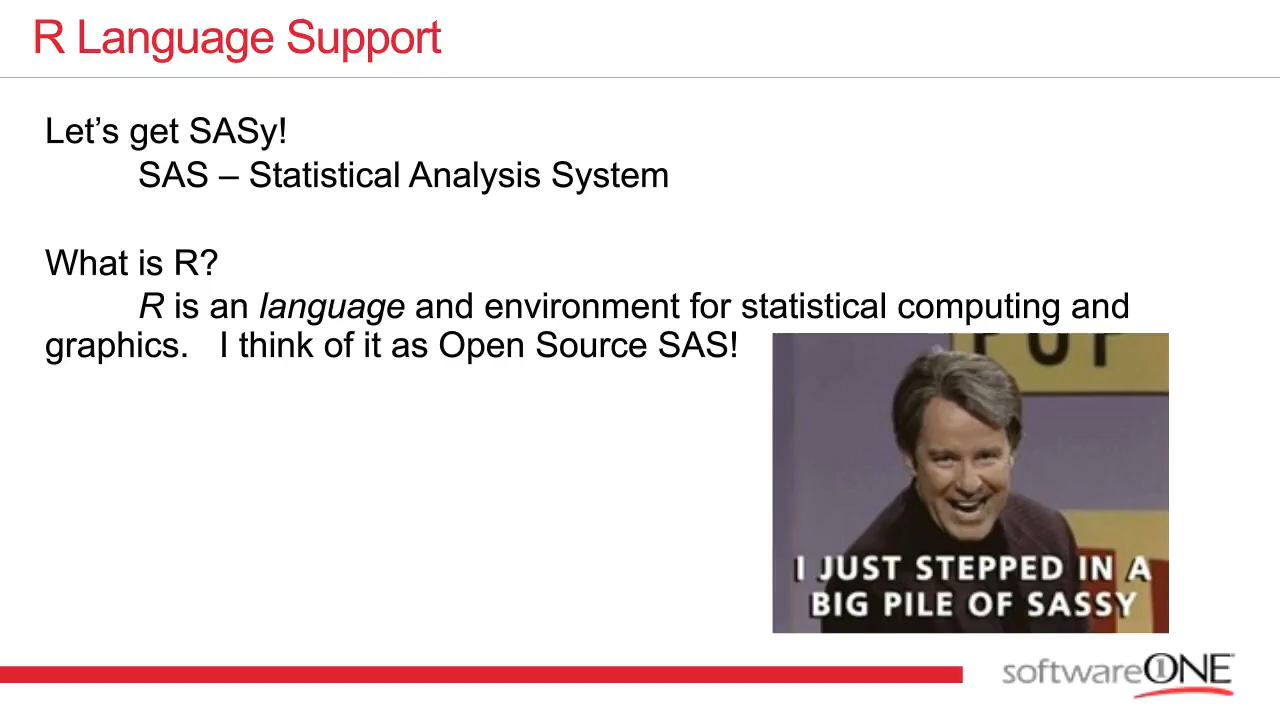 R Language Support
Let’s get SASy!
SAS – Statistical Analysis System
What is R?
R is an language and environment for statistical computing and
graphics.   I think of it as Open Source SAS!
I JUST STEPPED IN A
BIG PILE OF SASSY
softwareONE